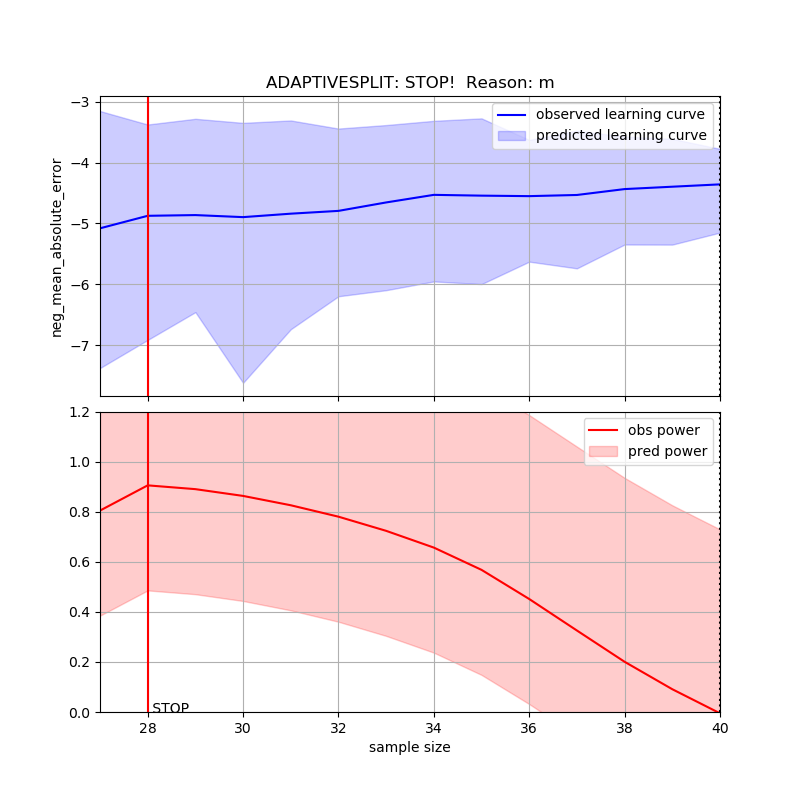 ADAPTIVESPLIT: STOP!  Reason: m
−3
−4
−5
−6
−7
neg_mean_absolute_error
observed learning curve
predicted learning curve
1.2
1.0
0.8
0.6
0.4
0.2
0.0
obs power
pred power
STOP
28
30
32
34
36
38
40
sample size